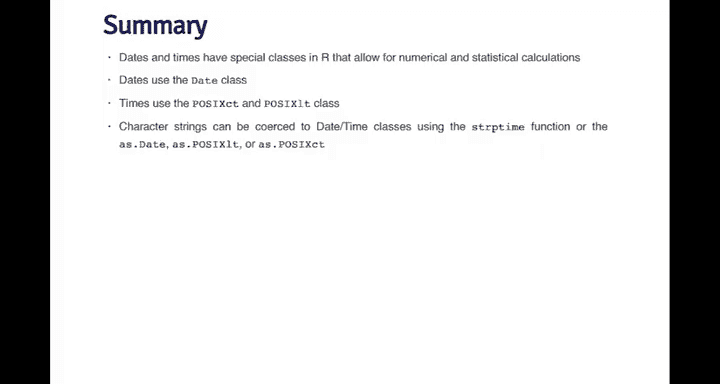 Summary
· Dates and times have special classes in R that allow for numerical and statistical calculations
· Dates use the Date class
· Times use the POSIXct and POSIXlt class
· Character strings can be coerced to Date/Time classes using the strptime function or the
as.Date, as.POSIXlt, or as.POSIXct